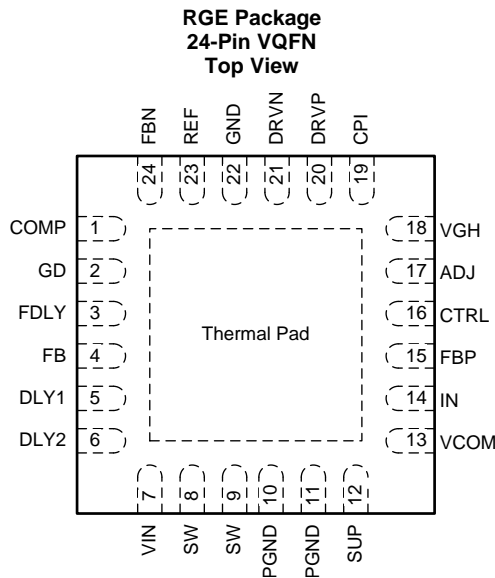 RGE Package
24-Pin VQFN
Top View
FBN
REF
GND
DRVN
DRVP
CPI
24
23
22
21
20
19
COMP 1
GD 2
FDLY 3
FB 4
DLY1 5
DLY2 6
Thermal Pad
18 VGH
17 ADJ
16 CTRL
15 FBP
14 IN
13 VCOM
7
8
9
10
11
12
VIN
SW
SW
PGND
PGND
SUP